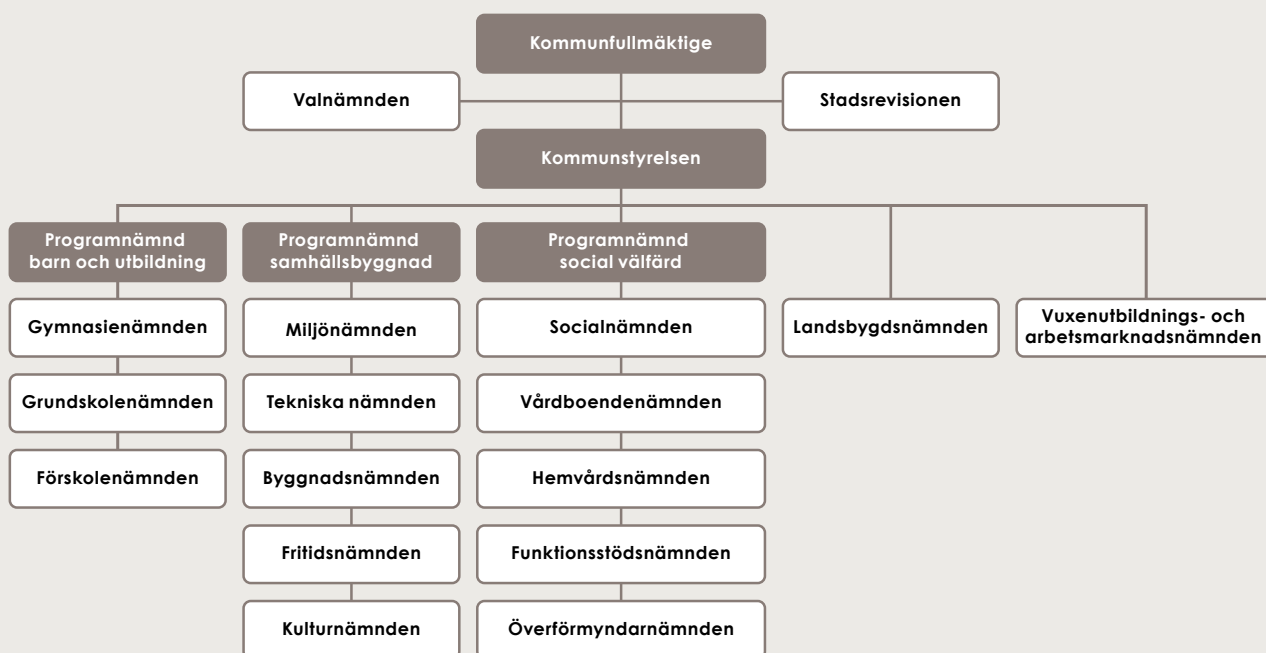 Kommunfullmäktige
Valnämnden
Stadsrevisionen
Kommunstyrelsen
Programnämnd
barn och utbildning
Programnämnd
samhällsbyggnad
Programnämnd
social välfärd
Gymnasienämnden
Miljönämnden
Socialnämnden
Landsbygdsnämnden
Vuxenutbildnings- och
arbetsmarknadsnämnden
Grundskolenämnden
Tekniska nämnden
Vårdboendenämnden
Förskolenämnden
Byggnadsnämnden
Hemvårdsnämnden
Fritidsnämnden
Funktionsstödsnämnden
Kulturnämnden
Överförmyndarnämnden